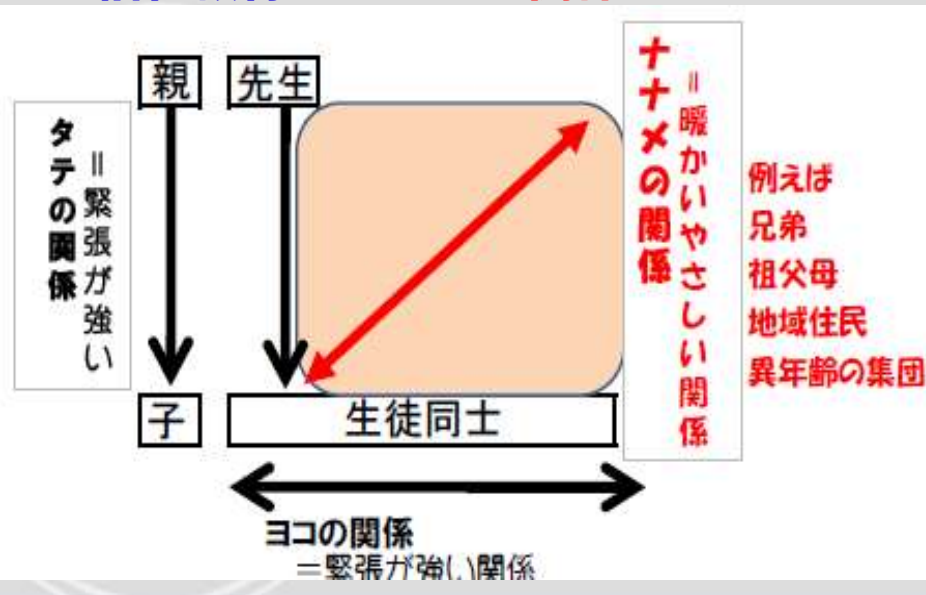 親
先生
タテの関係
＝緊張が強い
子
生徒同士
ヨコの関係
＝緊張が強い関係
ナナメの関係
＝暖かいやさしい関係
例えば
兄弟
祖父母
地域住民
異年齢の集団